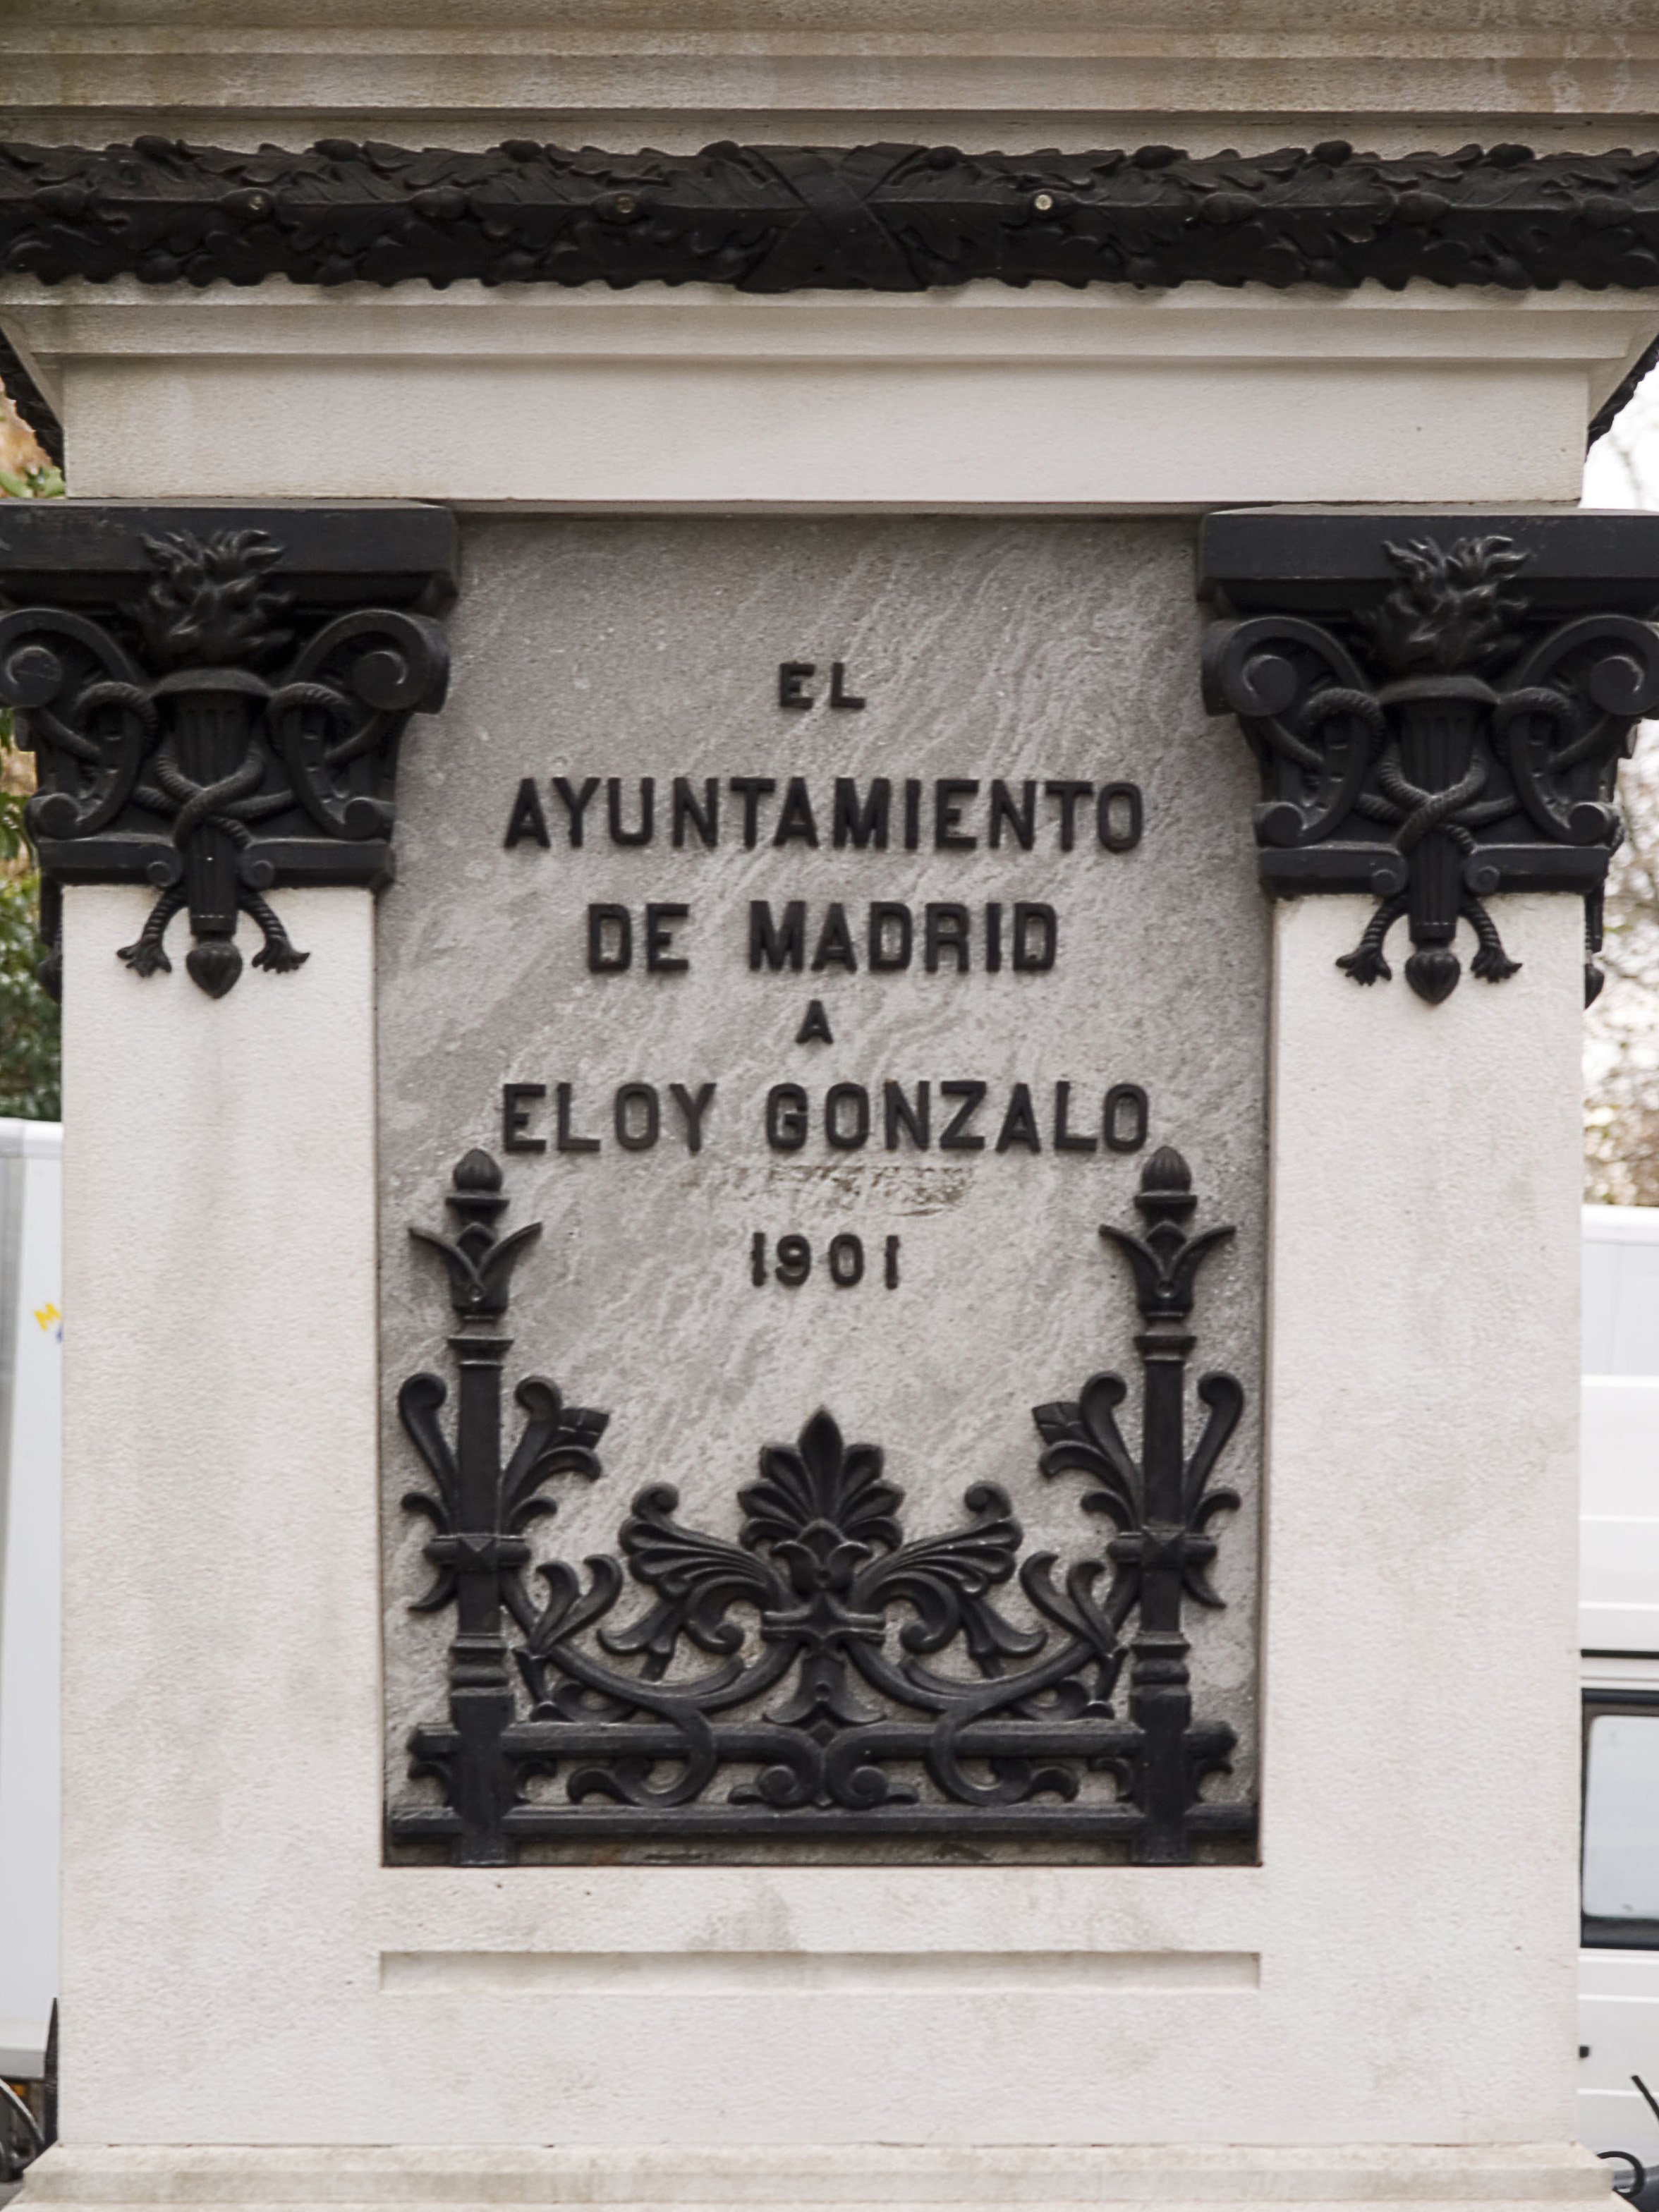 EL
AYUNTAMIENTO
DE MADRID
A
ELOY GONZALO
1901